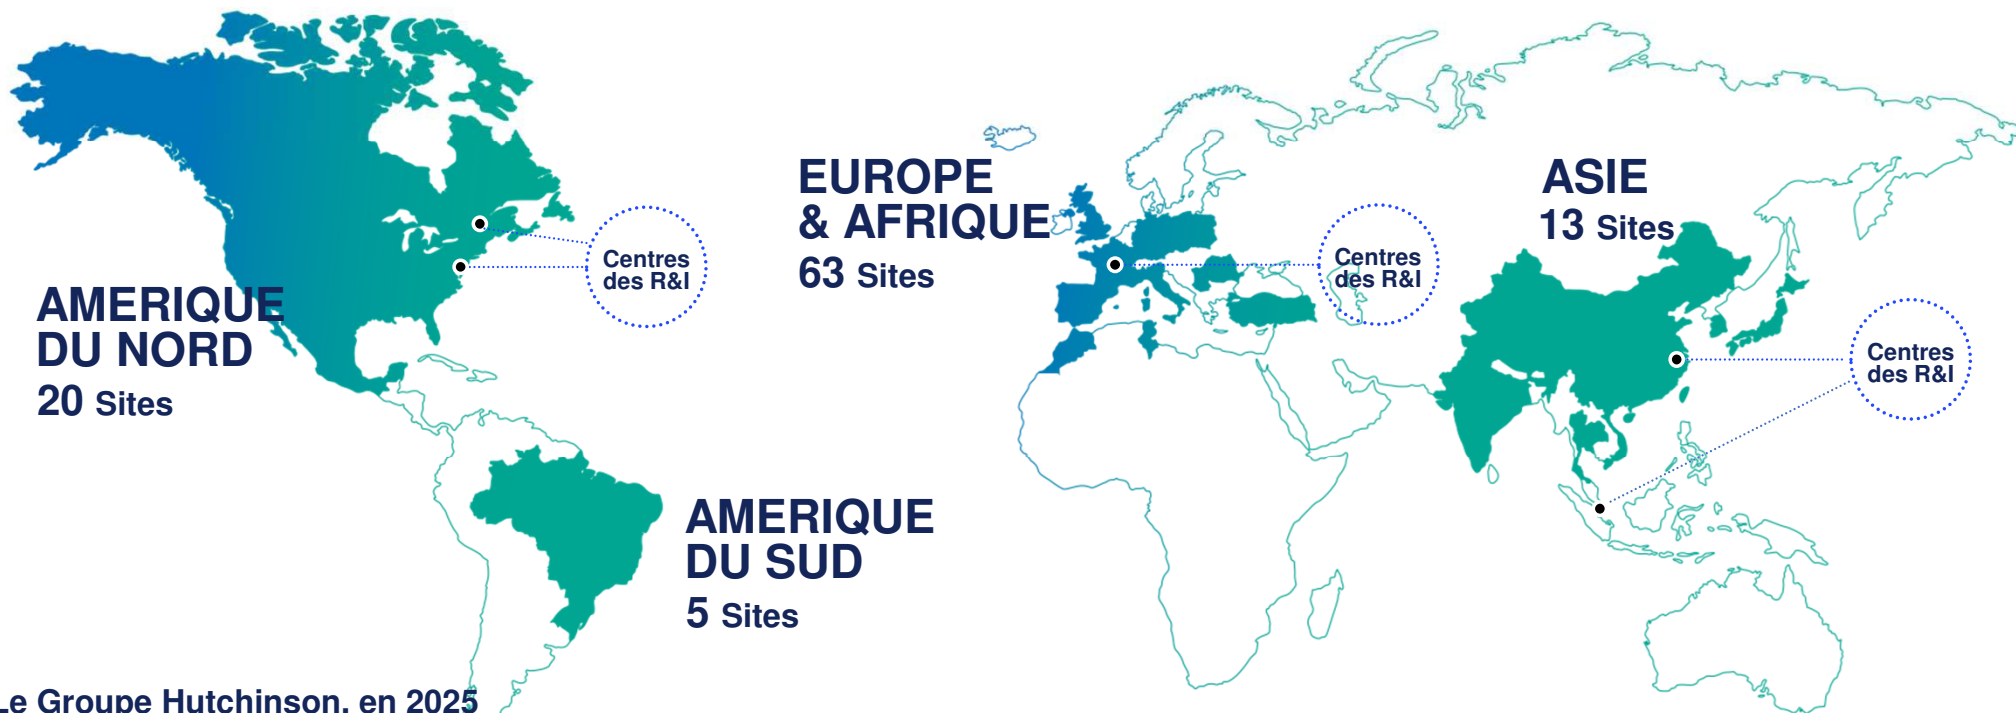 AMERIQUE
DU NORD
20 Sites
Centres
des R&I
AMERIQUE
DU SUD
5 Sites
EUROPE
& AFRIQUE
63 Sites
Centres
des R&I
ASIE
13 Sites
Centres
des R&I
Le Groupe Hutchinson, en 2025